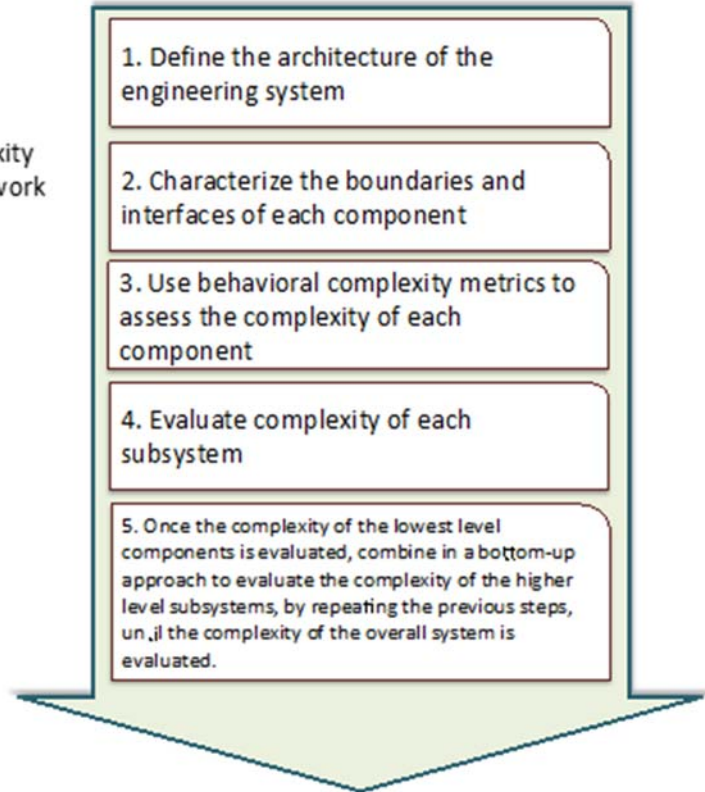 1. Define the architecture of the
engineering system
xity
work
2. Characterize the boundaries and
interfaces of each component
3. Use behavioral complexity metrics to
assess the complexity of each
component
4. Evaluate complexity of each
subsystem
5. Once the complexity of the lowest level
components is evaluated, combine in a bottom-up
approach to evaluate the complexity of the higher
level subsystems, by repeating the previous steps,
un.il the complexity of the overall system is
evaluated.